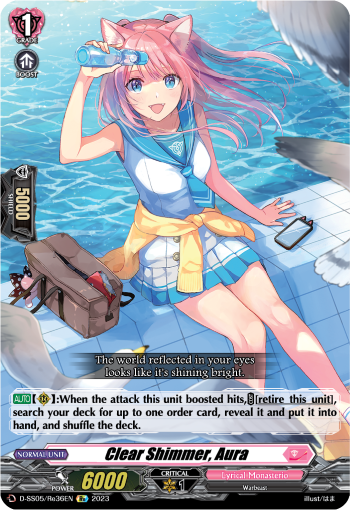 1
GRADE
BOOST
5000
SHIELD
The world reflected in your eyes
looks like it's shining bright.
AUTO【 】:When the attack this unit boosted hits, [retire this unit],
search your deck for up to one order card, reveal it and put it into
hand, and shuffle the deck.
NORMAL UNIT
Clear Shimmer, Aura
POWER 6000
CRITICAL
1
Lyrical Monasterio
Warbeast
D-SS05/Re36EN 2023
illust/はま